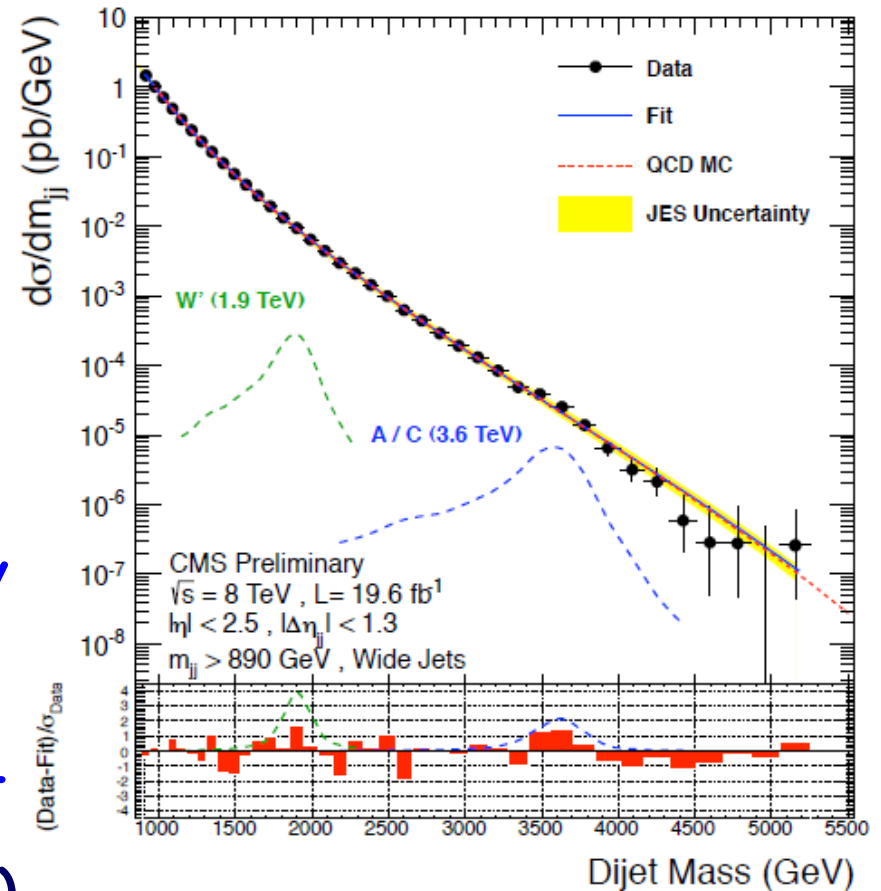 10
1
10⁻¹
10⁻²
10⁻³
10⁻⁴
10⁻⁵
10⁻⁶
10⁻⁷
10⁻⁸
dσ/dm_jj (pb/GeV)
Data
Fit
QCD MC
JES Uncertainty
W' (1.9 TeV)
A / C (3.6 TeV)
CMS Preliminary
√s = 8 TeV , L= 19.6 fb⁻¹
|η| < 2.5 , |Δη_jj| < 1.3
m_jj > 890 GeV , Wide Jets
(Data-Fit)/σ_Data
4
3
2
1
0
-1
-2
-3
-4
1000 1500 2000 2500 3000 3500 4000 4500 5000 5500
Dijet Mass (GeV)